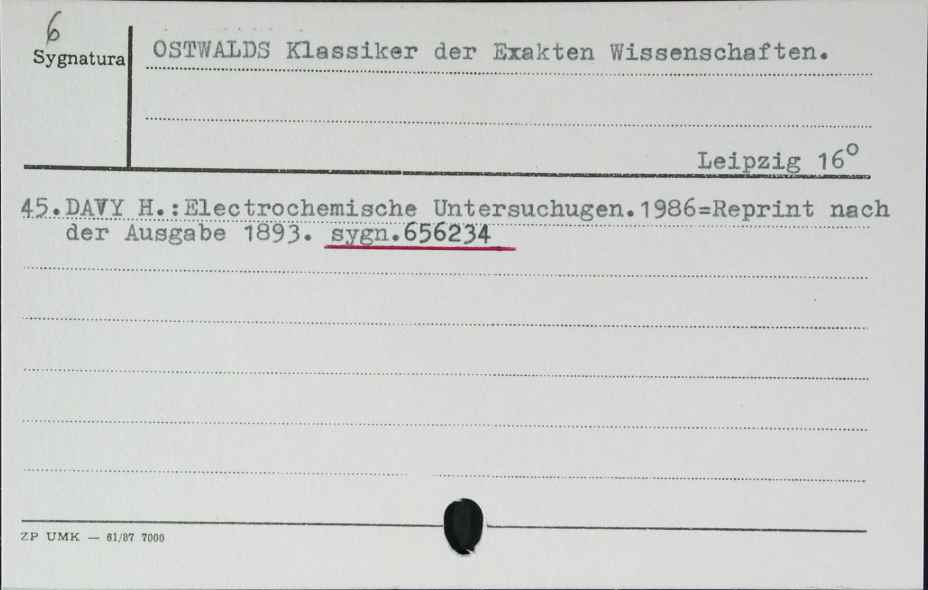 6
Sygnatura
OSTWALDS Klassiker der Exakten Wissenschaften.
Leipzig 16°
45.DAVY H.:Electrochemische Untersuchugen.1986=Reprint nach
der Ausgabe 1893. sygn.656234
ZP UMK — 61/87 7000